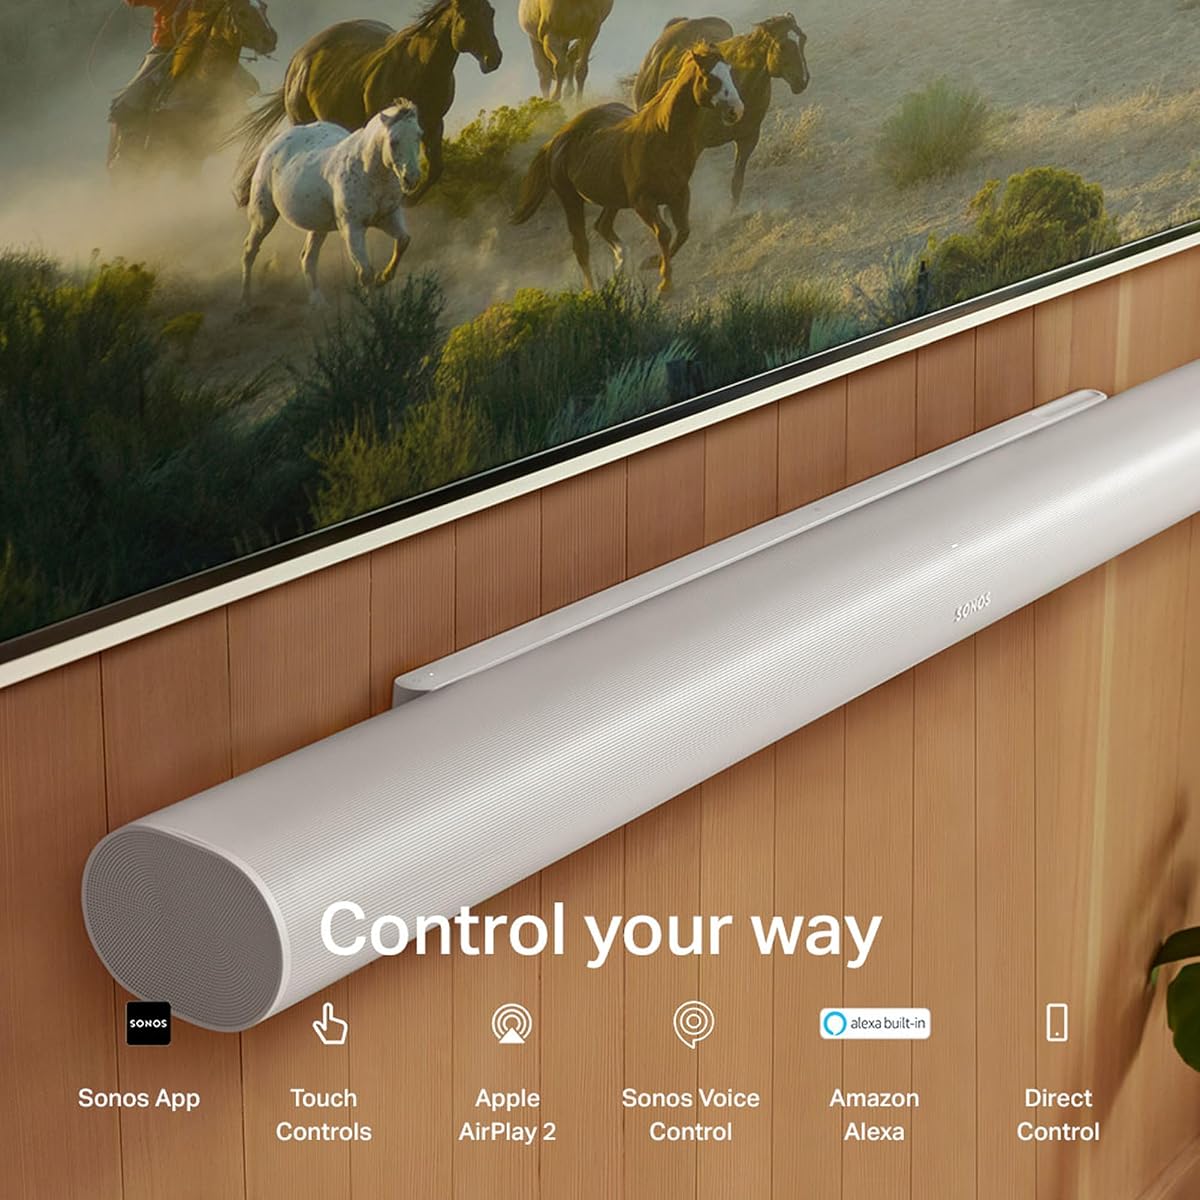 SONOS
Control your way
SONOS
alexa built-in
Sonos App
Touch
Controls
Apple
AirPlay 2
Sonos Voice
Control
Amazon
Alexa
Direct
Control